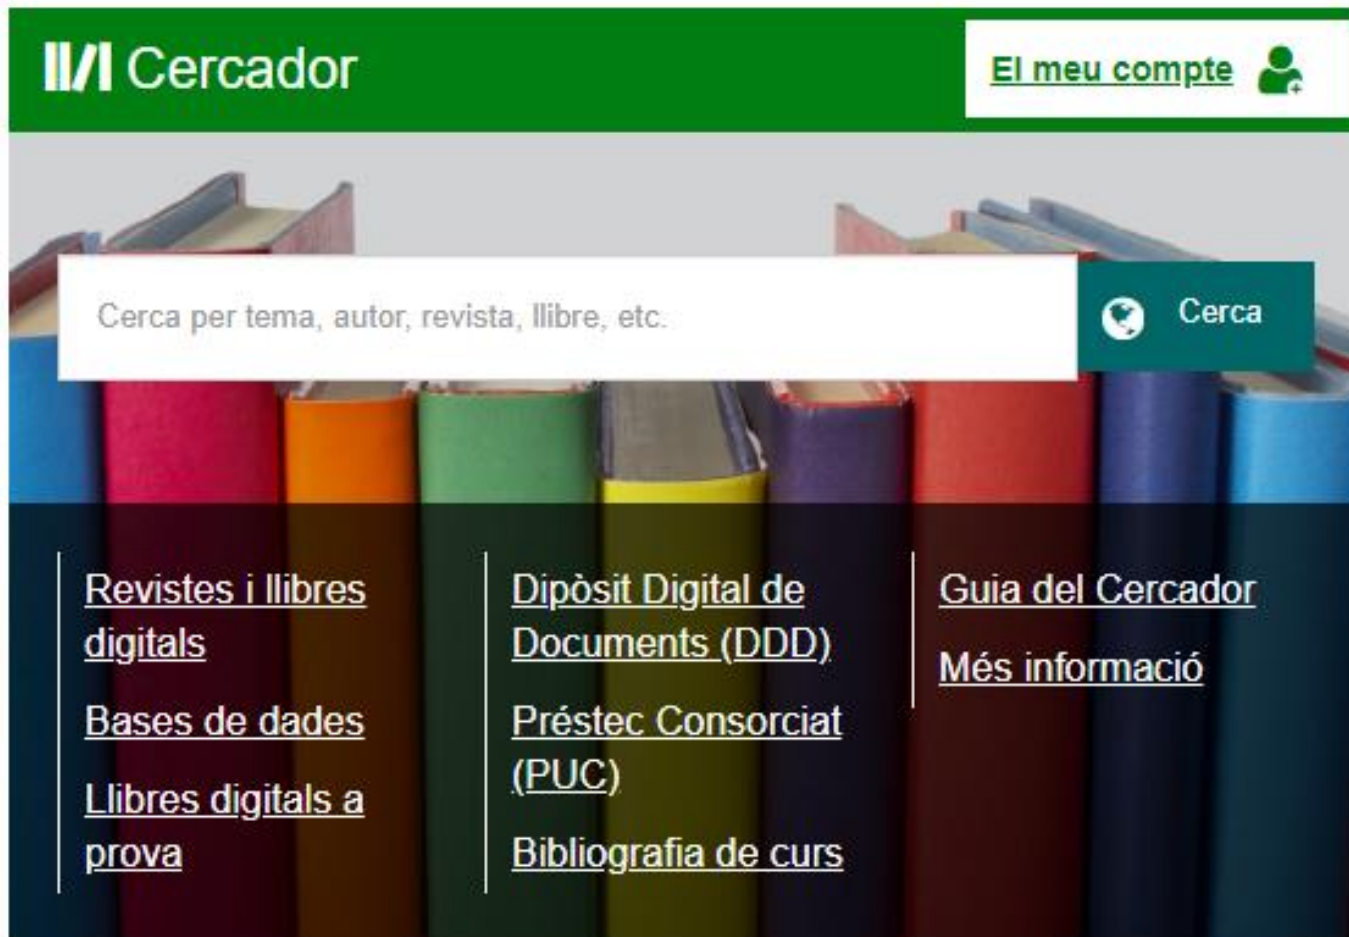 Cercador
El meu compte
Cerca per tema, autor, revista, llibre, etc.
Cerca
Revistes i llibres
digitals
Bases de dades
Llibres digitals a
prova
Dipòsit Digital de
Documents (DDD)
Préstec Consorciat
(PUC)
Bibliografia de curs
Guia del Cercador
Més informació